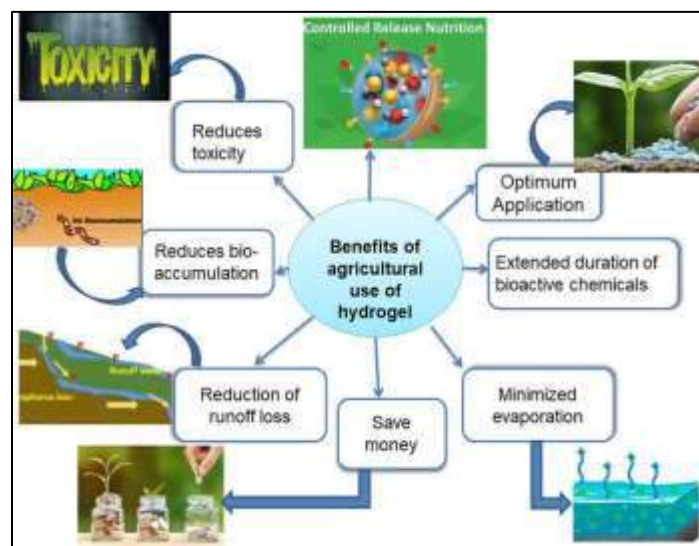 TOXICITY
Controlled Release Nutrition
Reduces
toxicity
Optimum
Application
Reduces bio-
accumulation
Benefits of
agricultural
use of
hydrogel
Extended duration of
bioactive chemicals
Runoff
Reduction of
runoff loss
Save
money
Minimized
evaporation